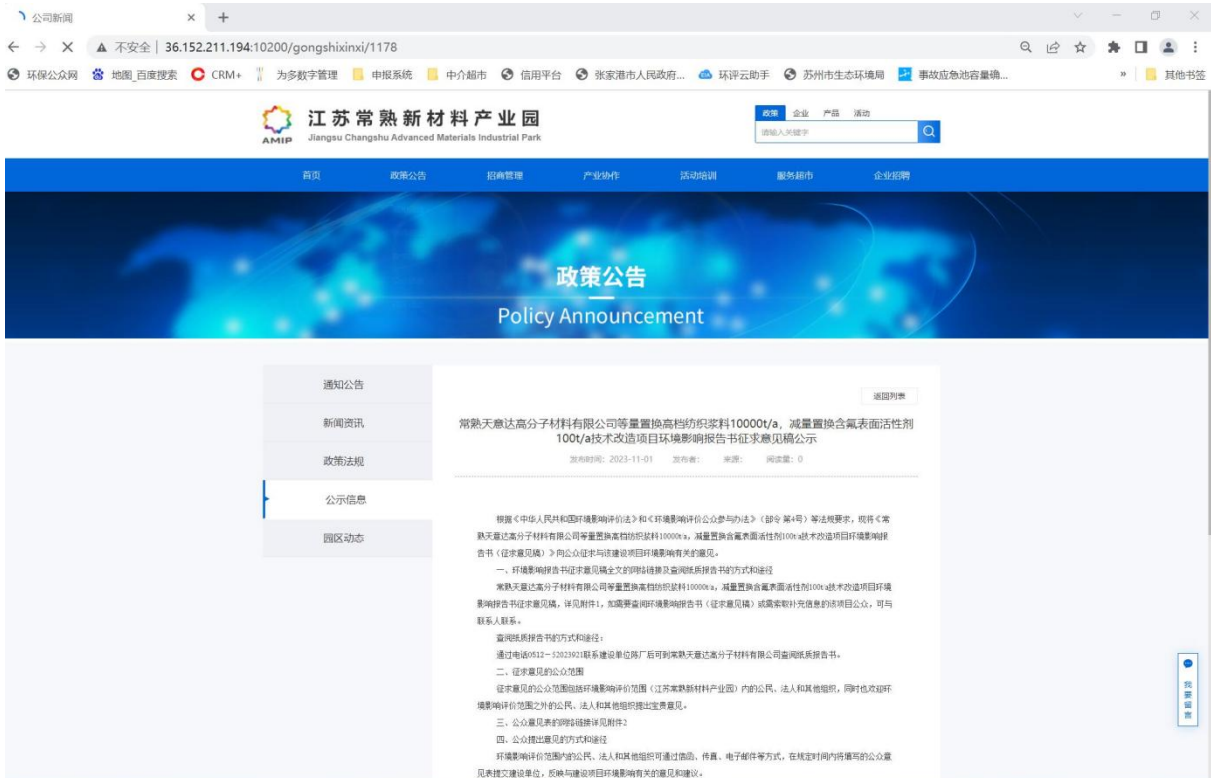 公司新闻
不安全 | 36.152.211.194:10200/gongshixinxi/1178
环保公众网 地图_百度搜索 CRM+ 为多数字管理 申报系统 中介超市 信用平台 张家港市人民政府... 环评云助手 苏州市生态环境局 事故应急池容量确... » 其他书签
AMIP
江苏常熟新材料产业园
Jiangsu Changshu Advanced Materials Industrial Park
政策 企业 产品 活动
请输入关键字
首页 政策公告 招商管理 产业协作 活动培训 服务超市 企业招聘
政策公告
Policy Announcement
通知公告
新闻资讯
政策法规
公示信息
园区动态
返回列表
常熟天意达高分子材料有限公司等量置换高档纺织浆料10000t/a，减量置换含氟表面活性剂
100t/a技术改造项目环境影响报告书征求意见稿公示
发布时间：2023-11-01 发布者： 来源： 阅读量：0
根据《中华人民共和国环境影响评价法》和《环境影响评价公众参与办法》（部令 第4号）等法规要求，现将《常
熟天意达高分子材料有限公司等量置换高档纺织浆料10000t/a，减量置换含氟表面活性剂100t/a技术改造项目环境影响报
告书（征求意见稿）》向公众征求与该建设项目环境影响有关的意见。
一、环境影响报告书征求意见稿全文的网络链接及查阅纸质报告书的方式和途径
常熟天意达高分子材料有限公司等量置换高档纺织浆料10000t/a，减量置换含氟表面活性剂100t/a技术改造项目环境
影响报告书征求意见稿，详见附件1，如需要查阅环境影响报告书（征求意见稿）或需索取补充信息的该项目公众，可与
联系人联系。
查阅纸质报告书的方式和途径：
通过电话0512－52023921联系建设单位陈厂后可到常熟天意达高分子材料有限公司查阅纸质报告书。
二、征求意见的公众范围
征求意见的公众范围包括环境影响评价范围（江苏常熟新材料产业园）内的公民、法人和其他组织，同时也欢迎环
境影响评价范围之外的公民、法人和其他组织提出宝贵意见。
三、公众意见表的网络链接详见附件2
四、公众提出意见的方式和途径
环境影响评价范围内的公民、法人和其他组织可通过信函、传真、电子邮件等方式，在规定时间内将填写的公众意
见表提交建设单位，反映与建设项目环境影响有关的意见和建议。
我要留言